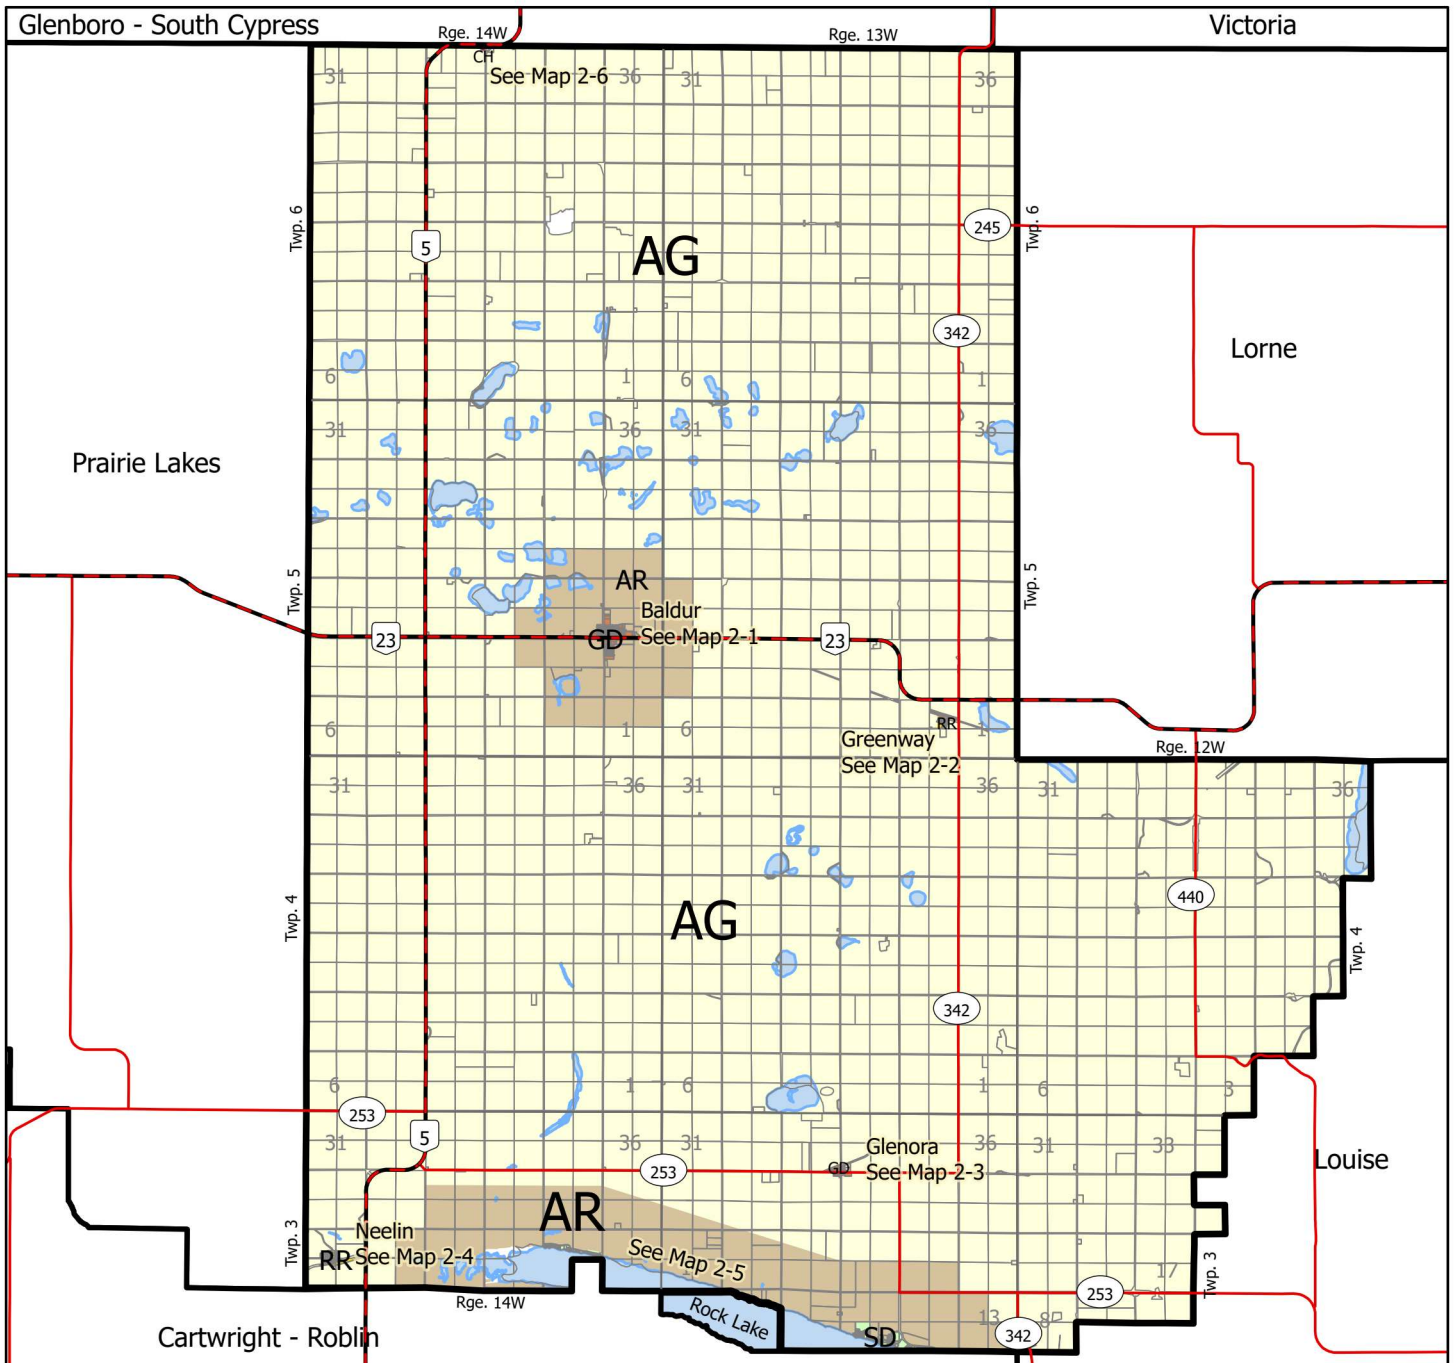 Glenboro - South Cypress
Victoria
Rge. 14W
Rge. 13W
CH
See Map 2-6
31
36
31
36
Twp. 6
Twp. 6
5
245
AG
342
Lorne
6
1
6
1
31
36
31
36
Prairie Lakes
Twp. 5
Twp. 5
AR
Baldur
See Map 2-1
GD
23
23
RR
6
1
6
1
Greenway
See Map 2-2
Rge. 12W
31
36
31
36
31
36
440
Twp. 4
Twp. 4
AG
342
6
1
6
1
6
3
253
5
31
36
31
36
31
33
253
GD
Glenora
See Map 2-3
Louise
AR
Twp. 3
Neelin
See Map 2-4
RR
See Map 2-5
Twp. 3
17
253
Rge. 14W
Rock Lake
13
8
SD
342
Cartwright - Roblin